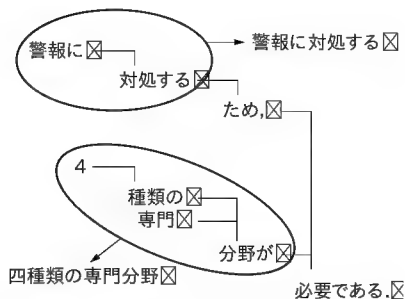 警報に☒
警報に対処する☒
対処する☒
ため,☒
4
種類の☒
専門☒
分野が☒
四種類の専門分野☒
必要である.☒